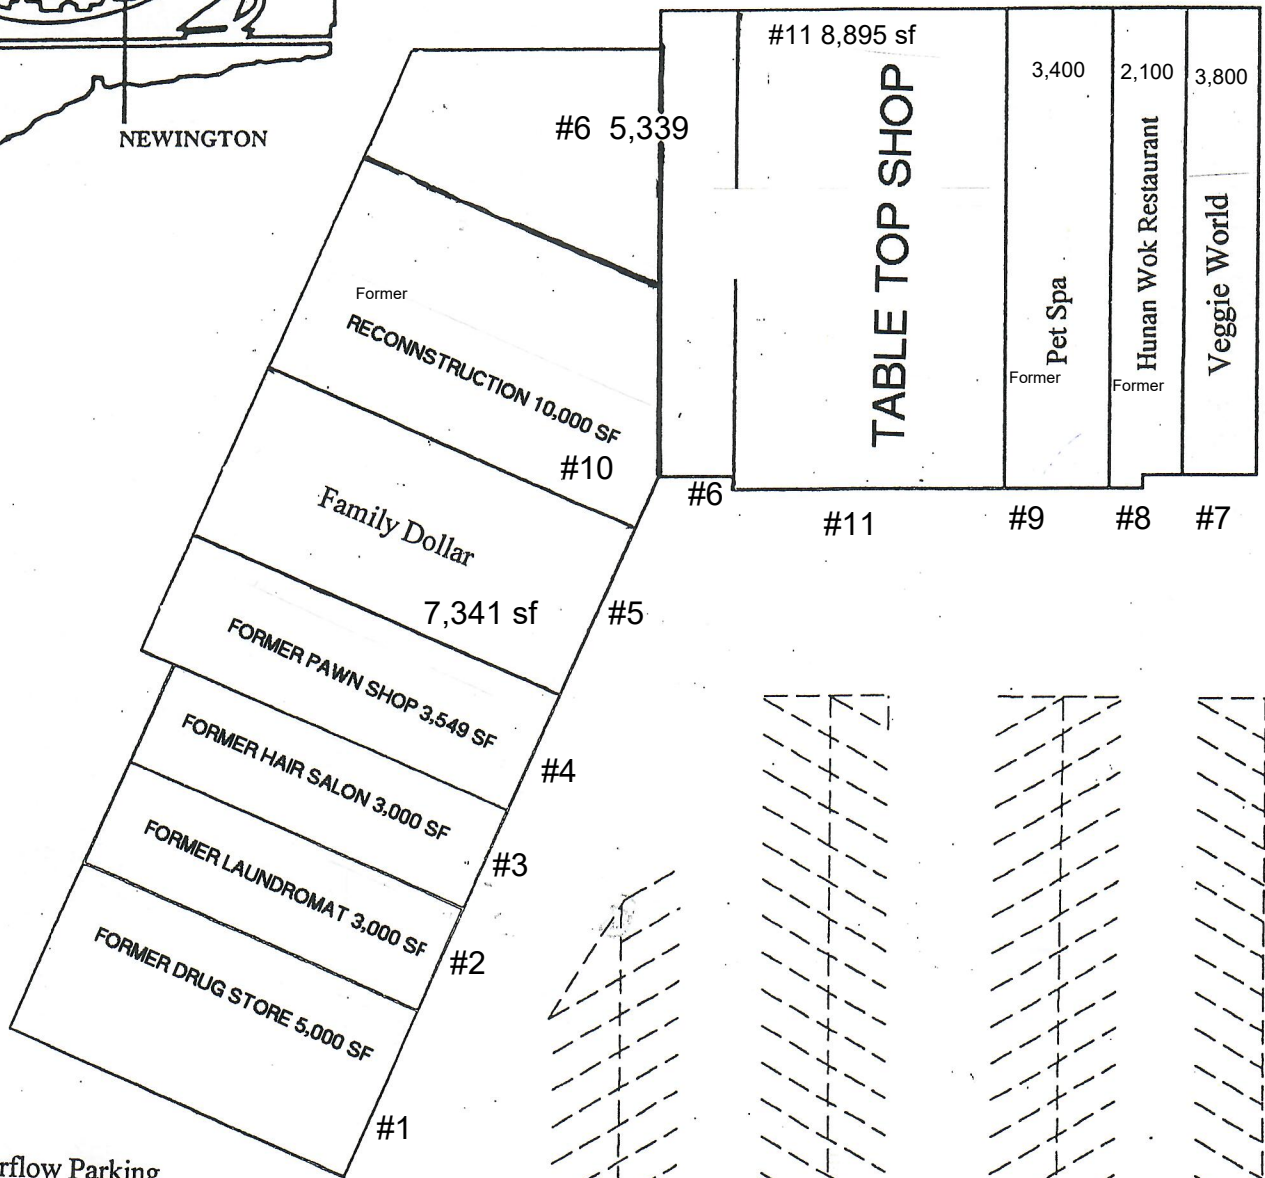 NEWINGTON
#6 5,339
#11 8,895 sf
TABLE TOP SHOP
3,400
Former
Pet Spa
2,100
Former
Hunan Wok Restaurant
3,800
Veggie World
#6
#11
#9
#8
#7
Former
RECONNSTRUCTION 10,000 SF
#10
Family Dollar
7,341 sf
#5
FORMER PAWN SHOP 3,549 SF
#4
FORMER HAIR SALON 3,000 SF
#3
FORMER LAUNDROMAT 3,000 SF
#2
FORMER DRUG STORE 5,000 SF
#1
rflow Parking